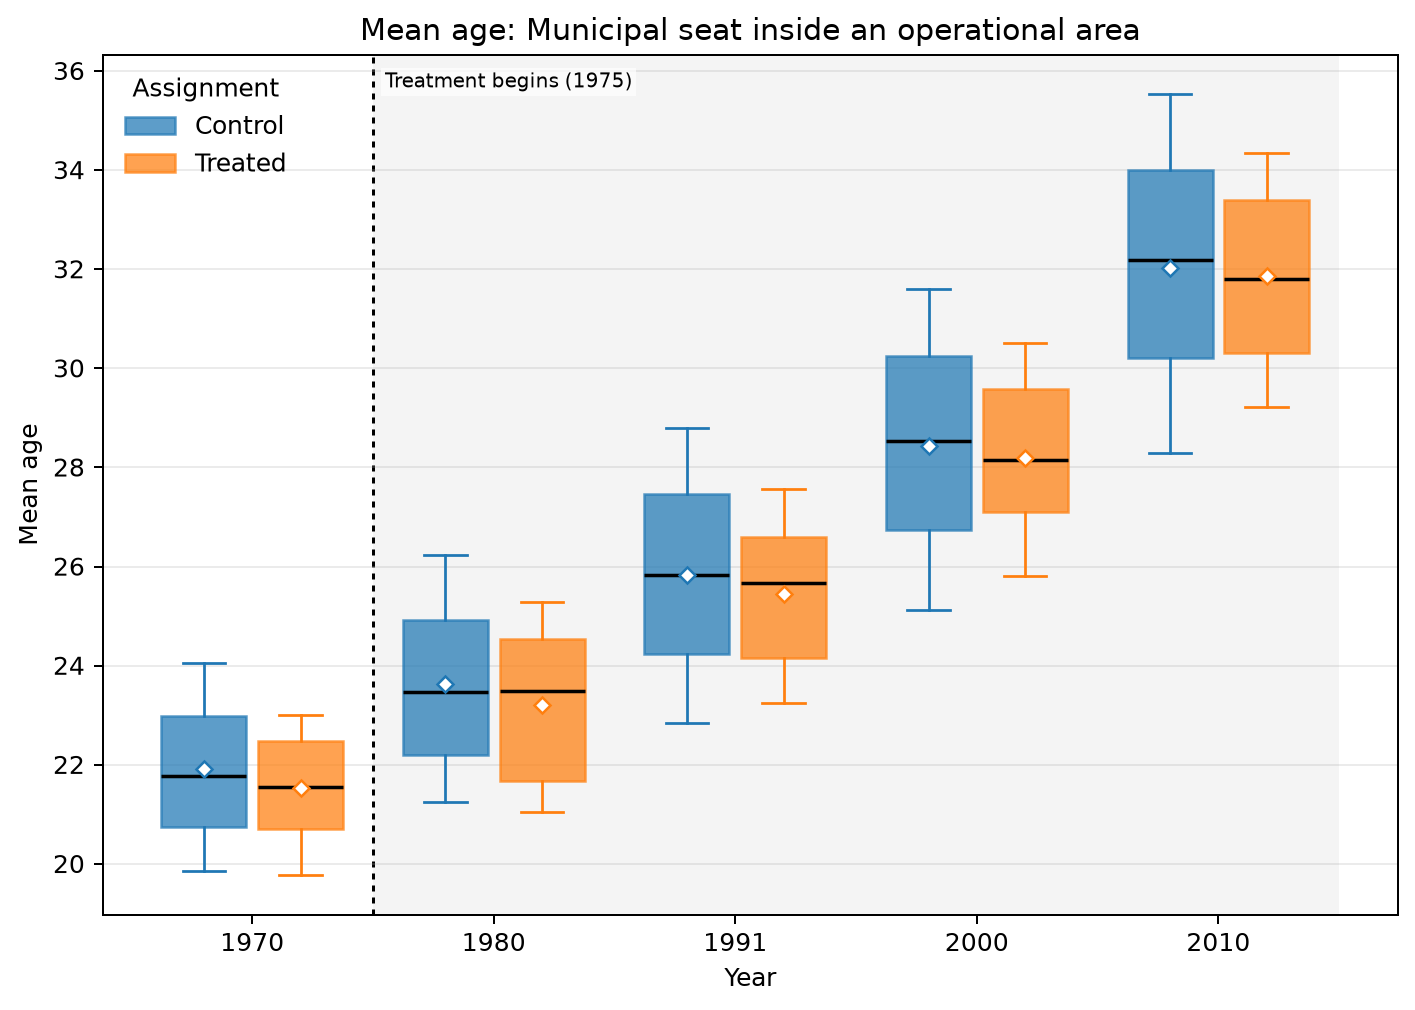 Mean age: Municipal seat inside an operational area
Treatment begins (1975)
Assignment
Control
Treated
Mean age
36
34
32
30
28
26
24
22
20
1970 1980 1991 2000 2010
Year